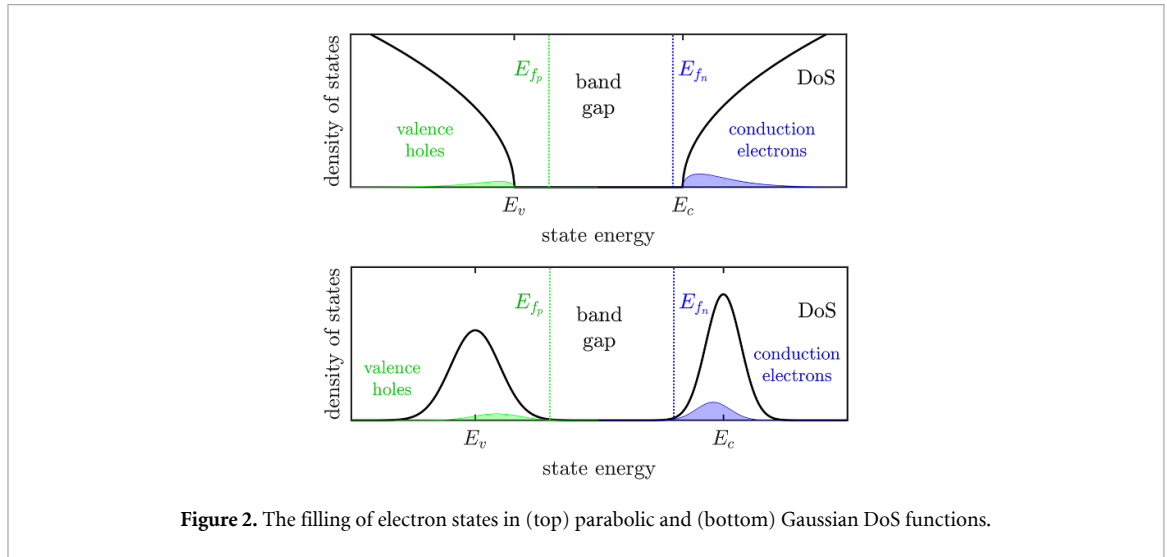 density of states
E_{f_p}
band
gap
E_{f_n}
DoS
valence
holes
conduction
electrons
E_v
E_c
state energy
density of states
E_{f_p}
band
gap
E_{f_n}
DoS
valence
holes
conduction
electrons
E_v
E_c
state energy
Figure 2. The filling of electron states in (top) parabolic and (bottom) Gaussian DoS functions.